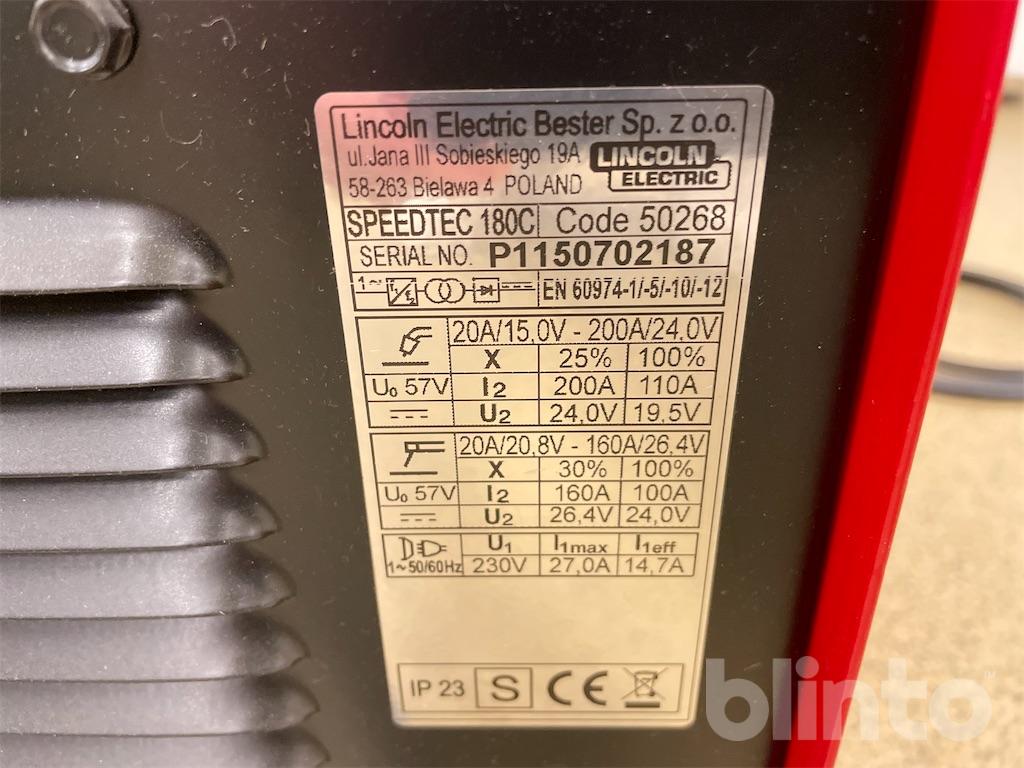 Lincoln Electric Bester Sp. z o.o.
ul.Jana III Sobieskiego 19A
LINCOLN
ELECTRIC
58-263 Bielawa 4 POLAND
SPEEDTEC 180C Code 50268
SERIAL NO. P1150702187
1~ EN 60974-1/-5/-10/-12
20A/15,0V - 200A/24,0V
X 25% 100%
U₀ 57V I2 200A 110A
U2 24,0V 19,5V
20A/20,8V - 160A/26,4V
X 30% 100%
U₀ 57V I2 160A 100A
U2 26,4V 24,0V
U1 I1max I1eff
1~50/60Hz 230V 27,0A 14,7A
IP 23 S CE
blinto